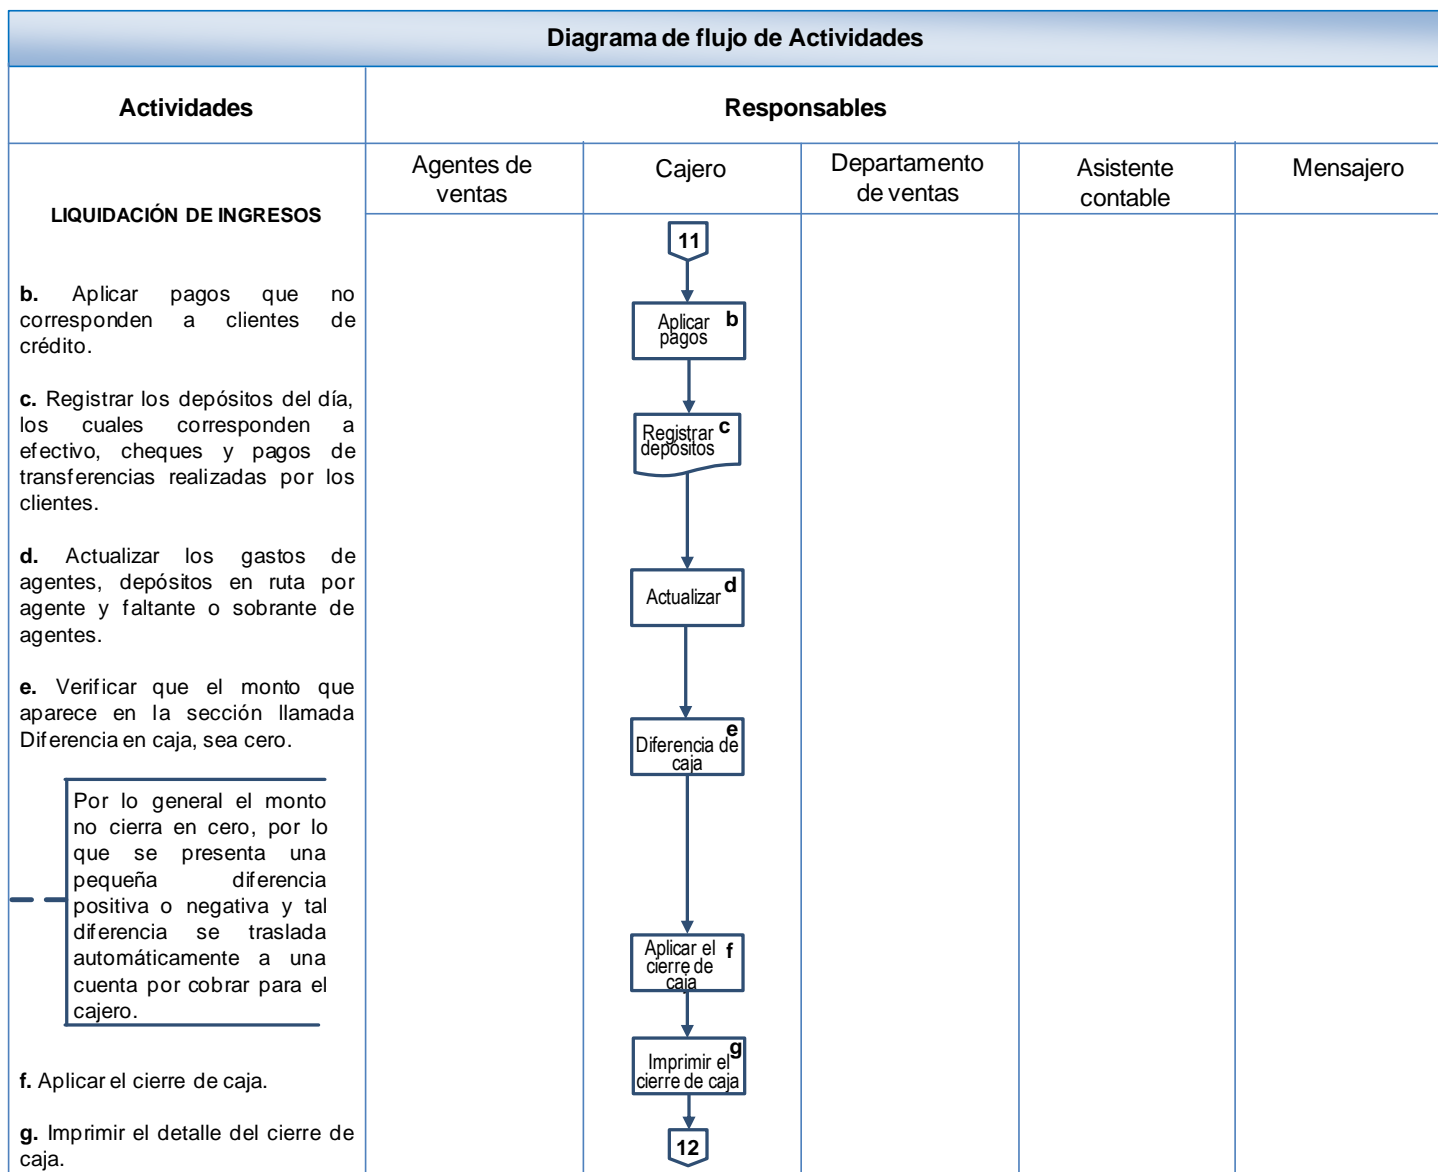 Diagrama de flujo de Actividades
Actividades
Responsables
Agentes de
ventas
Cajero
Departamento
de ventas
Asistente
contable
Mensajero
LIQUIDACIÓN DE INGRESOS
b. Aplicar pagos que no
corresponden a clientes de
crédito.
c. Registrar los depósitos del día,
los cuales corresponden a
efectivo, cheques y pagos de
transferencias realizadas por los
clientes.
d. Actualizar los gastos de
agentes, depósitos en ruta por
agente y faltante o sobrante de
agentes.
e. Verificar que el monto que
aparece en la sección llamada
Diferencia en caja, sea cero.
Por lo general el monto
no cierra en cero, por lo
que se presenta una
pequeña diferencia
positiva o negativa y tal
diferencia se traslada
automáticamente a una
cuenta por cobrar para el
cajero.
f. Aplicar el cierre de caja.
g. Imprimir el detalle del cierre de
caja.
11
Aplicar b
pagos
Registrar c
depósitos
Actualizar d
e
Diferencia de
caja
Aplicar el f
cierre de
caja
g
Imprimir el
cierre de caja
12